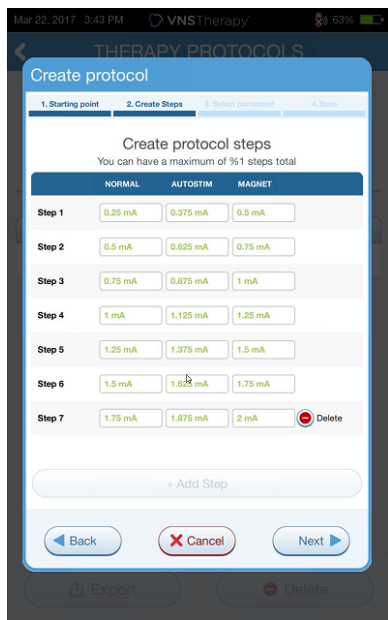 Mar 22, 2017 3:43 PM VNSTherapy 63%
THERAPY PROTOCOLS
Create protocol
1. Starting point 2. Create Steps 3. Select persistent 4. Save
Create protocol steps
You can have a maximum of %1 steps total
NORMAL AUTOSTIM MAGNET
Step 1 0.25 mA 0.375 mA 0.5 mA
Step 2 0.5 mA 0.625 mA 0.75 mA
Step 3 0.75 mA 0.875 mA 1 mA
Step 4 1 mA 1.125 mA 1.25 mA
Step 5 1.25 mA 1.375 mA 1.5 mA
Step 6 1.5 mA 1.625 mA 1.75 mA
Step 7 1.75 mA 1.875 mA 2 mA Delete
+ Add Step
Back Cancel Next
Export Delete